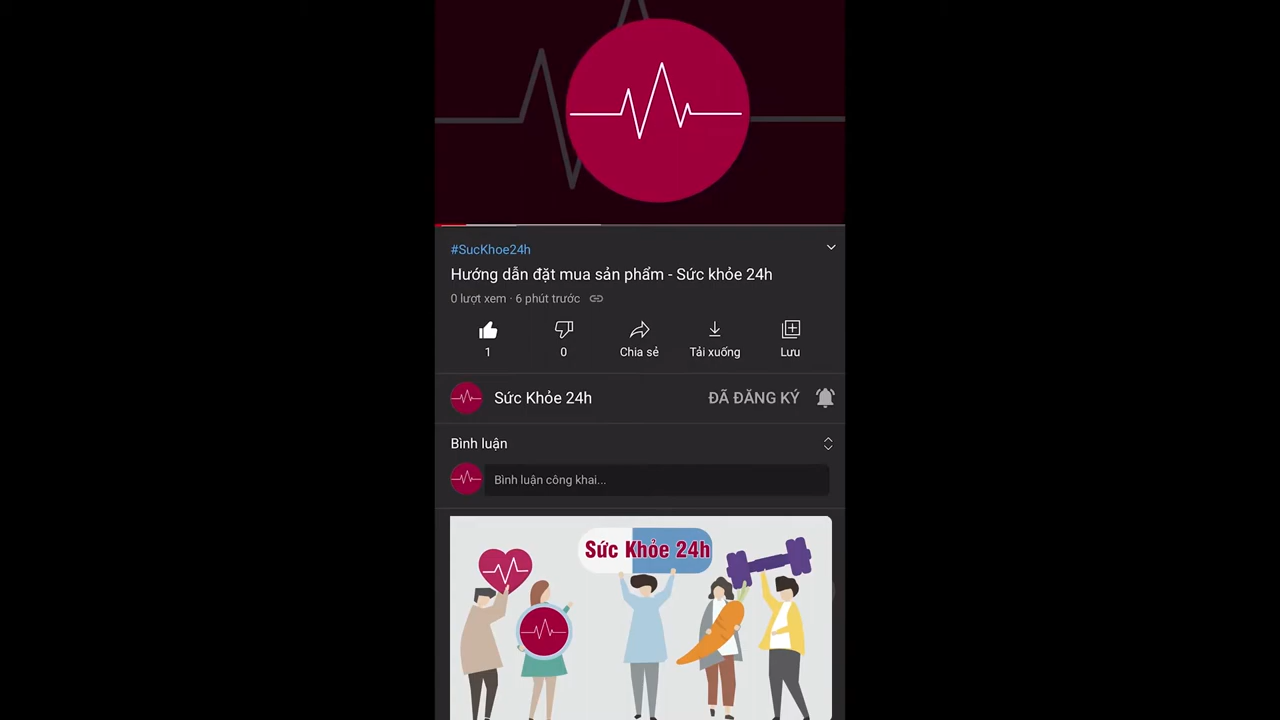 #SucKhoe24h
Hướng dẫn đặt mua sản phẩm - Sức khỏe 24h
0 lượt xem · 6 phút trước
1
0
Chia sẻ
Tải xuống
Lưu
Sức Khỏe 24h
ĐÃ ĐĂNG KÝ
Bình luận
Bình luận công khai...
Sức Khỏe 24h